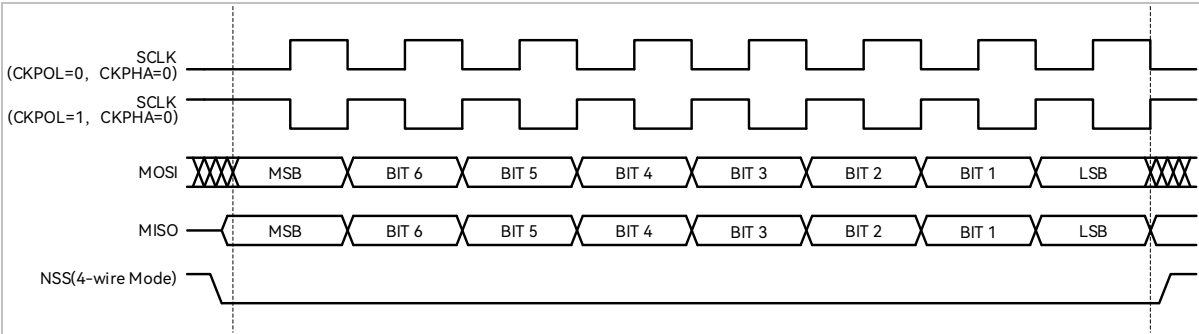 SCLK
(CKPOL=0, CKPHA=0)
SCLK
(CKPOL=1, CKPHA=0)
MOSI MSB BIT 6 BIT 5 BIT 4 BIT 3 BIT 2 BIT 1 LSB
MISO MSB BIT 6 BIT 5 BIT 4 BIT 3 BIT 2 BIT 1 LSB
NSS(4-wire Mode)